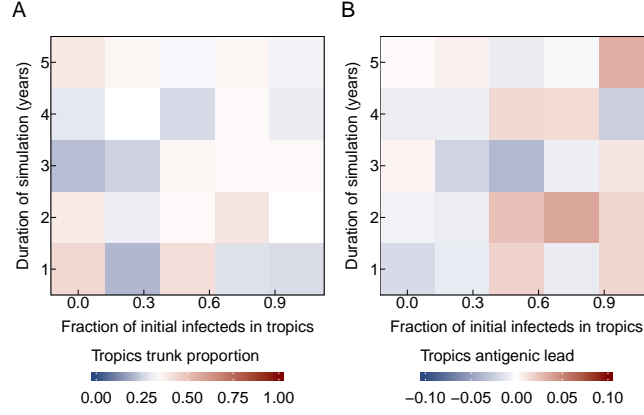 A
B
Duration of simulation (years)
5
4
3
2
1
0.0 0.3 0.6 0.9
Fraction of initial infecteds in tropics
Tropics trunk proportion
0.00 0.25 0.50 0.75 1.00
Duration of simulation (years)
5
4
3
2
1
0.0 0.3 0.6 0.9
Fraction of initial infecteds in tropics
Tropics antigenic lead
−0.10 −0.05 0.00 0.05 0.10